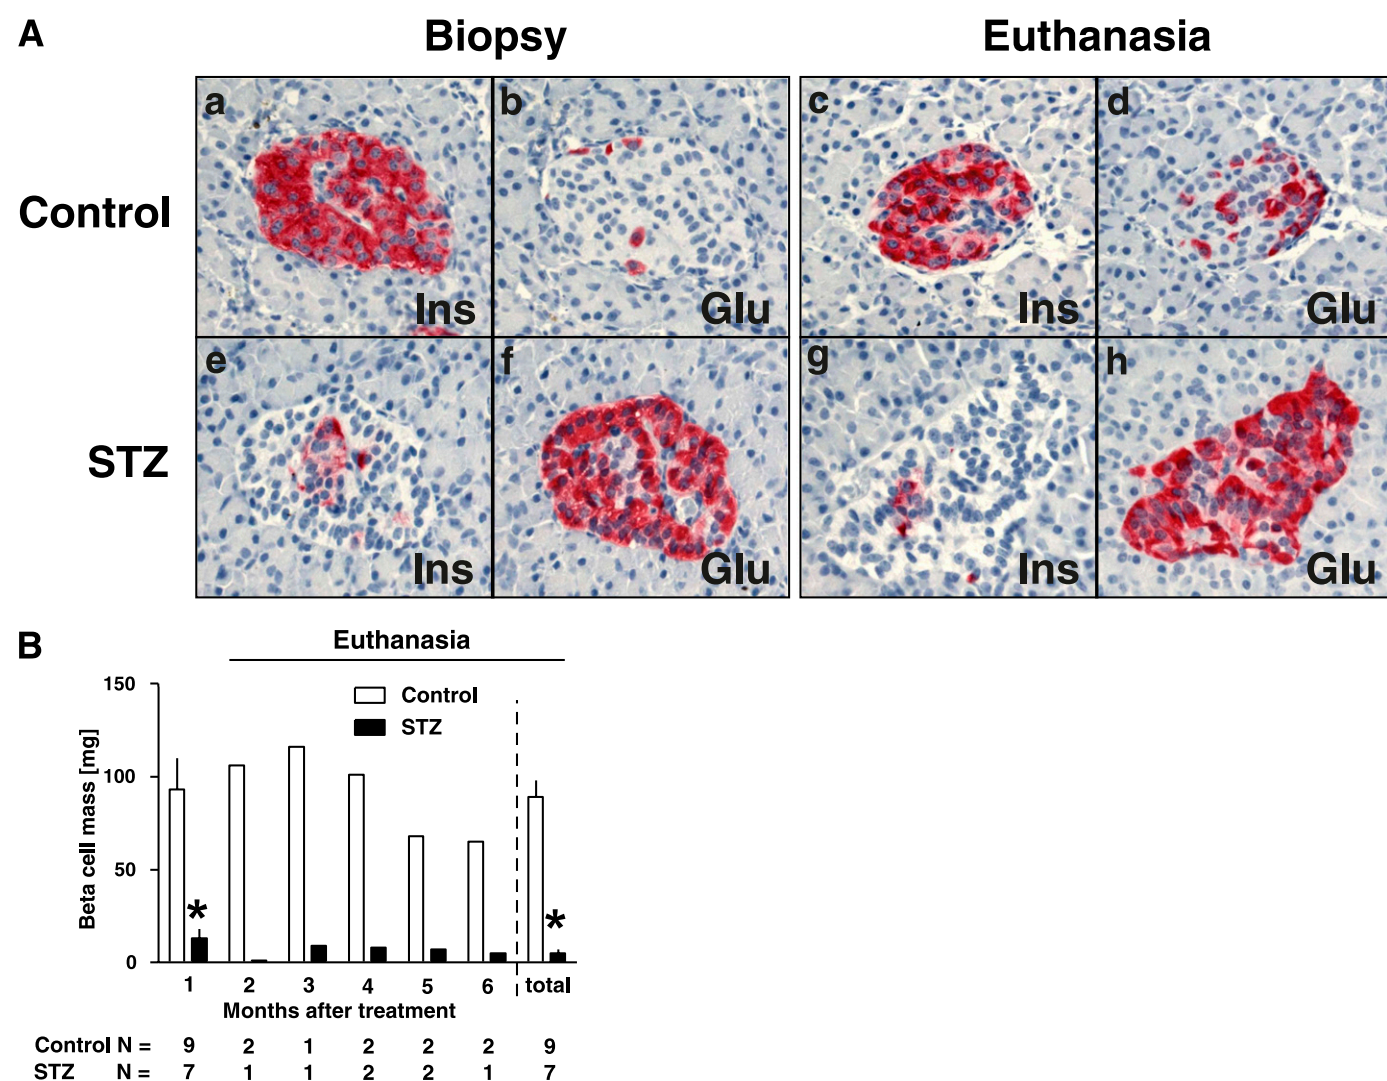 A
Biopsy Euthanasia
a b c d
Control
Ins Glu Ins Glu
e f g h
STZ
Ins Glu Ins Glu
B
Euthanasia
150
Control
STZ
100
50
0
Beta cell mass [mg]
* *
1 2 3 4 5 6 total
Months after treatment
Control N = 9 2 1 2 2 2 9
STZ N = 7 1 1 2 2 1 7